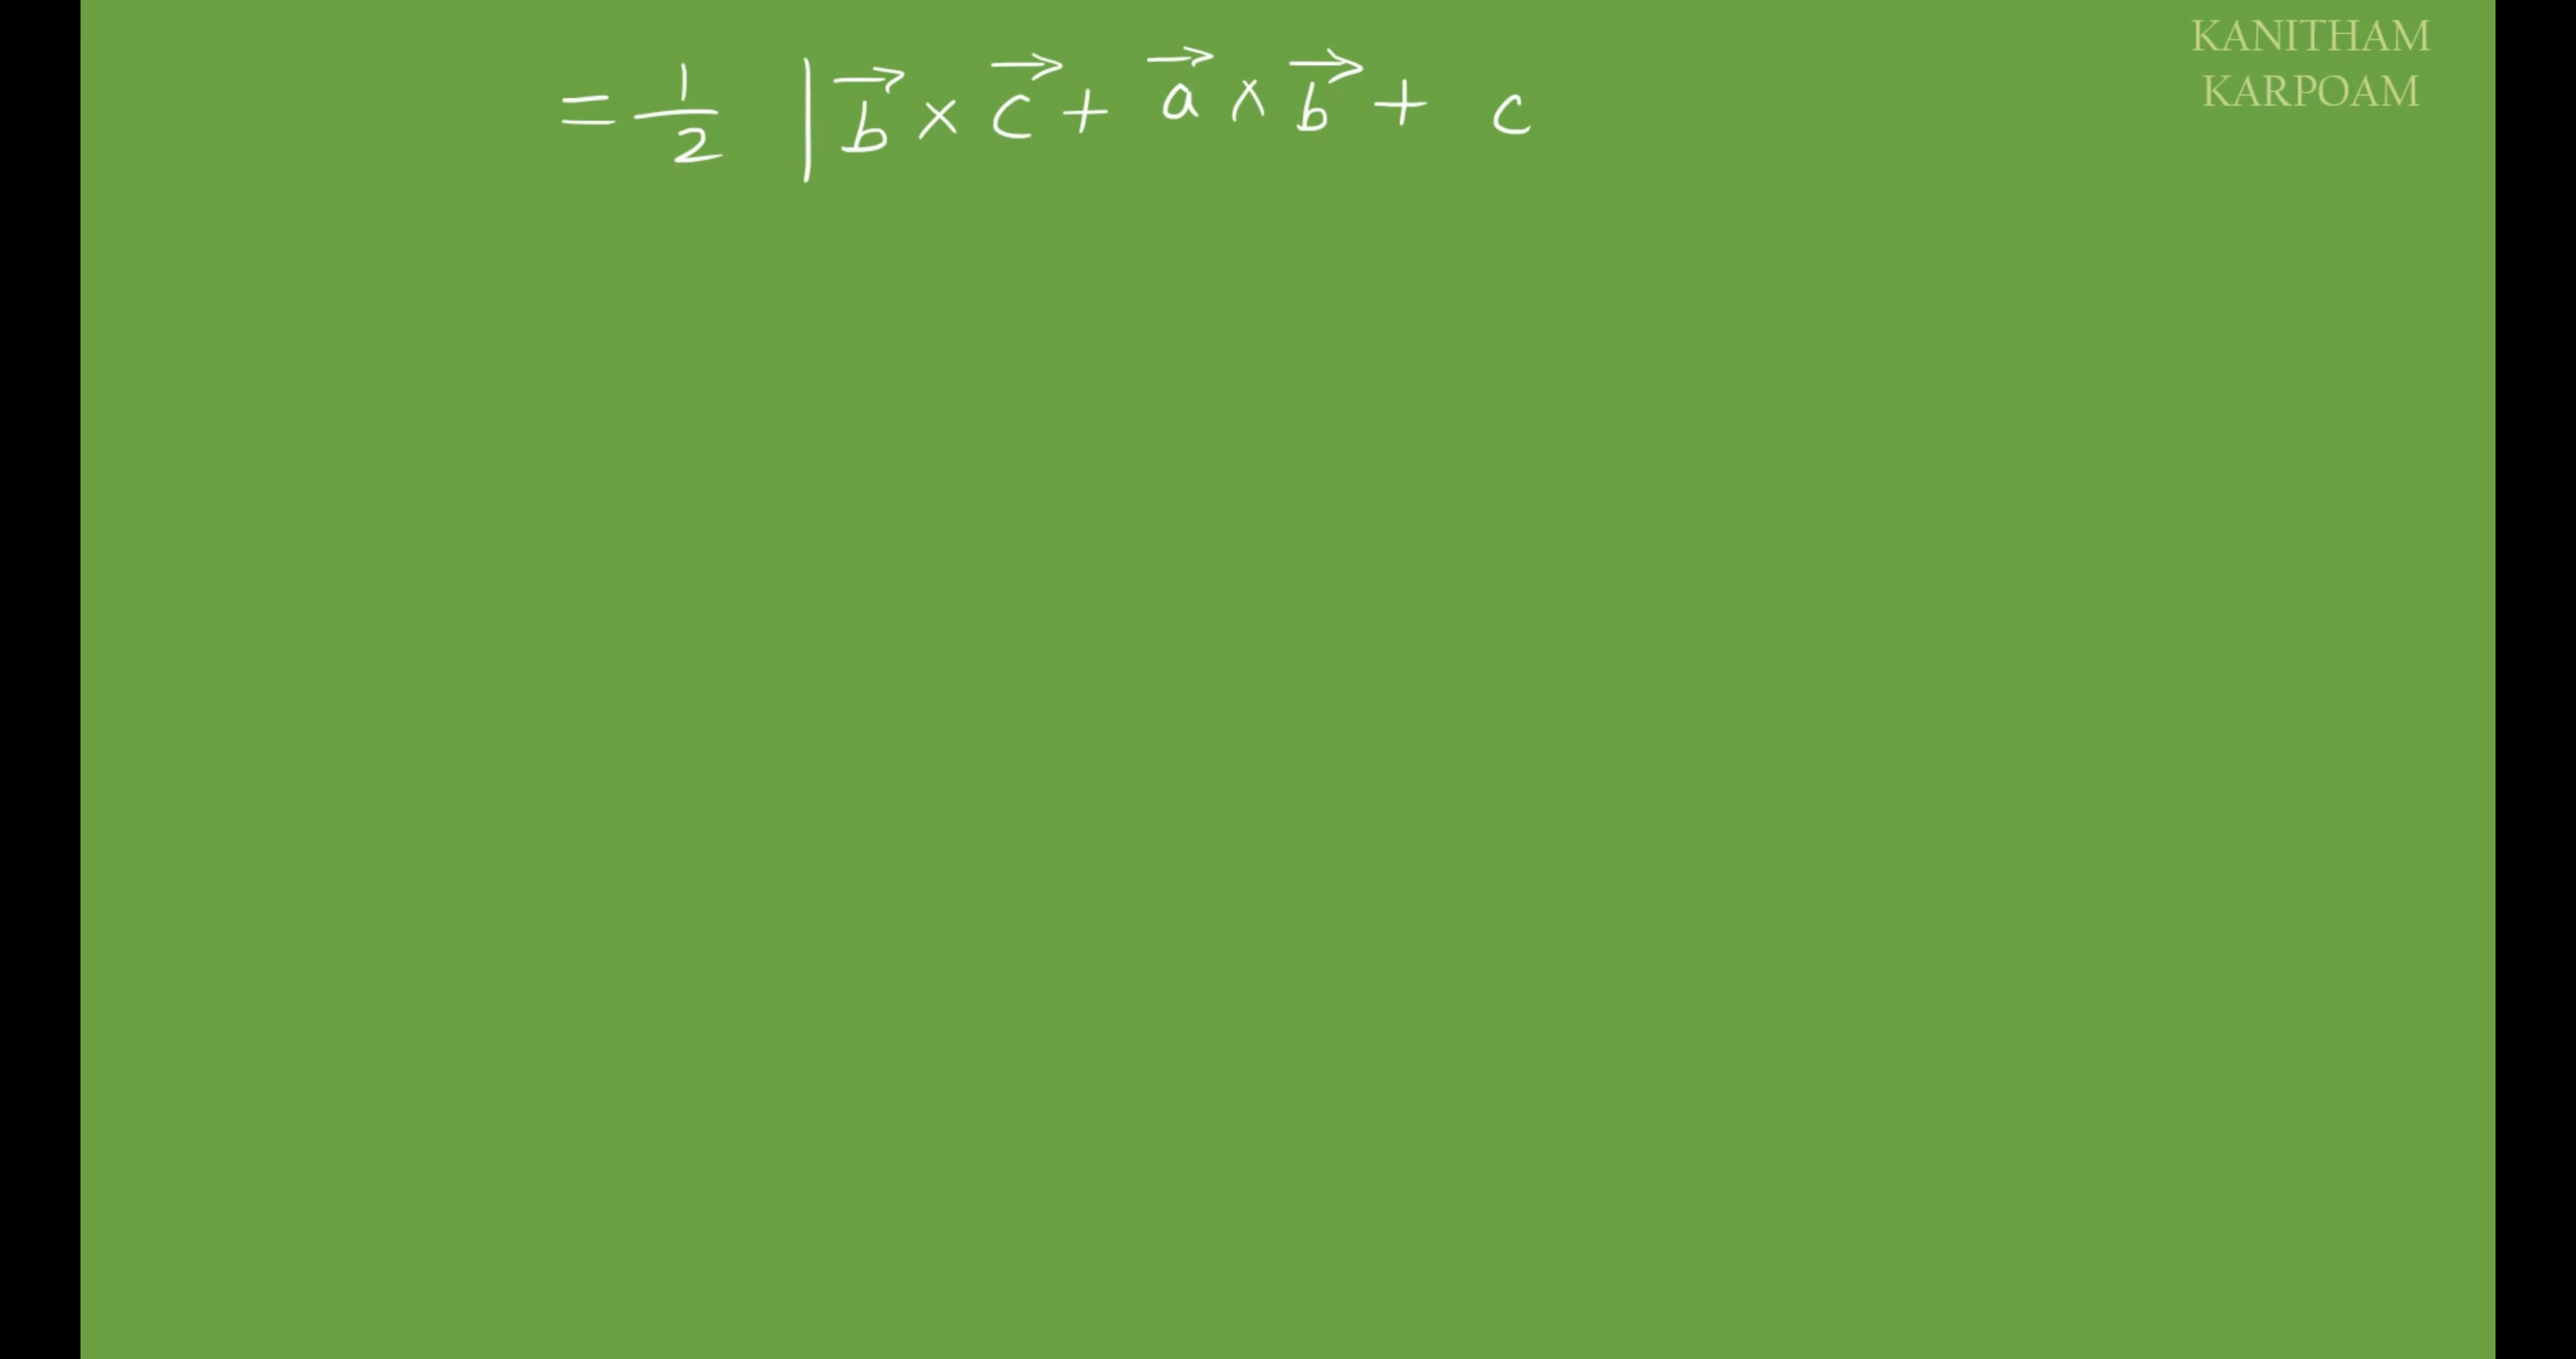 = 1/2 |b⃗ × c⃗ + a⃗ × b⃗ + c
KANITHAM
KARPOAM